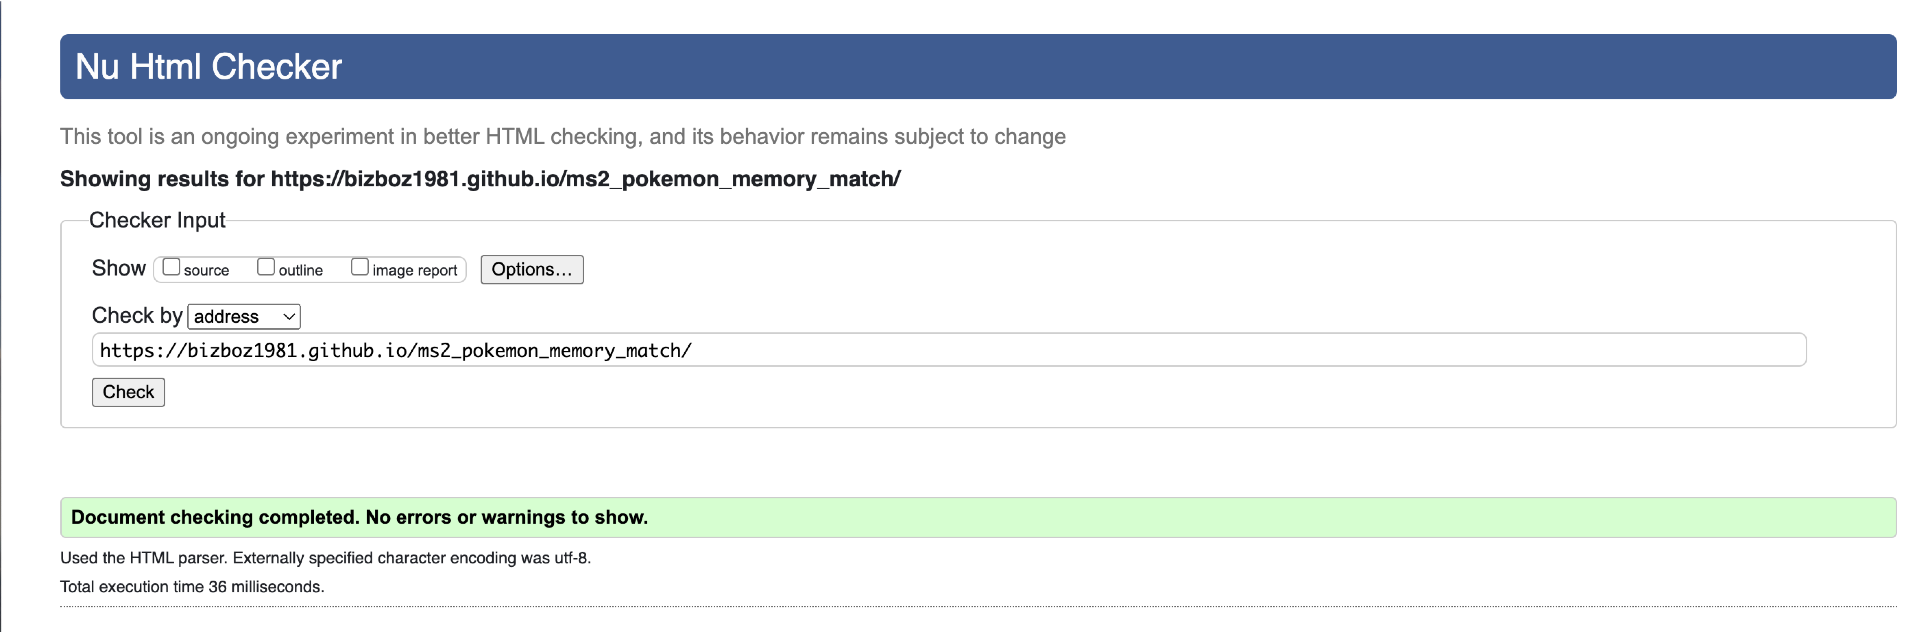 Nu Html Checker
This tool is an ongoing experiment in better HTML checking, and its behavior remains subject to change
Showing results for https://bizboz1981.github.io/ms2_pokemon_memory_match/
Checker Input
Show source outline image report Options...
Check by address
https://bizboz1981.github.io/ms2_pokemon_memory_match/
Check
Document checking completed. No errors or warnings to show.
Used the HTML parser. Externally specified character encoding was utf-8.
Total execution time 36 milliseconds.